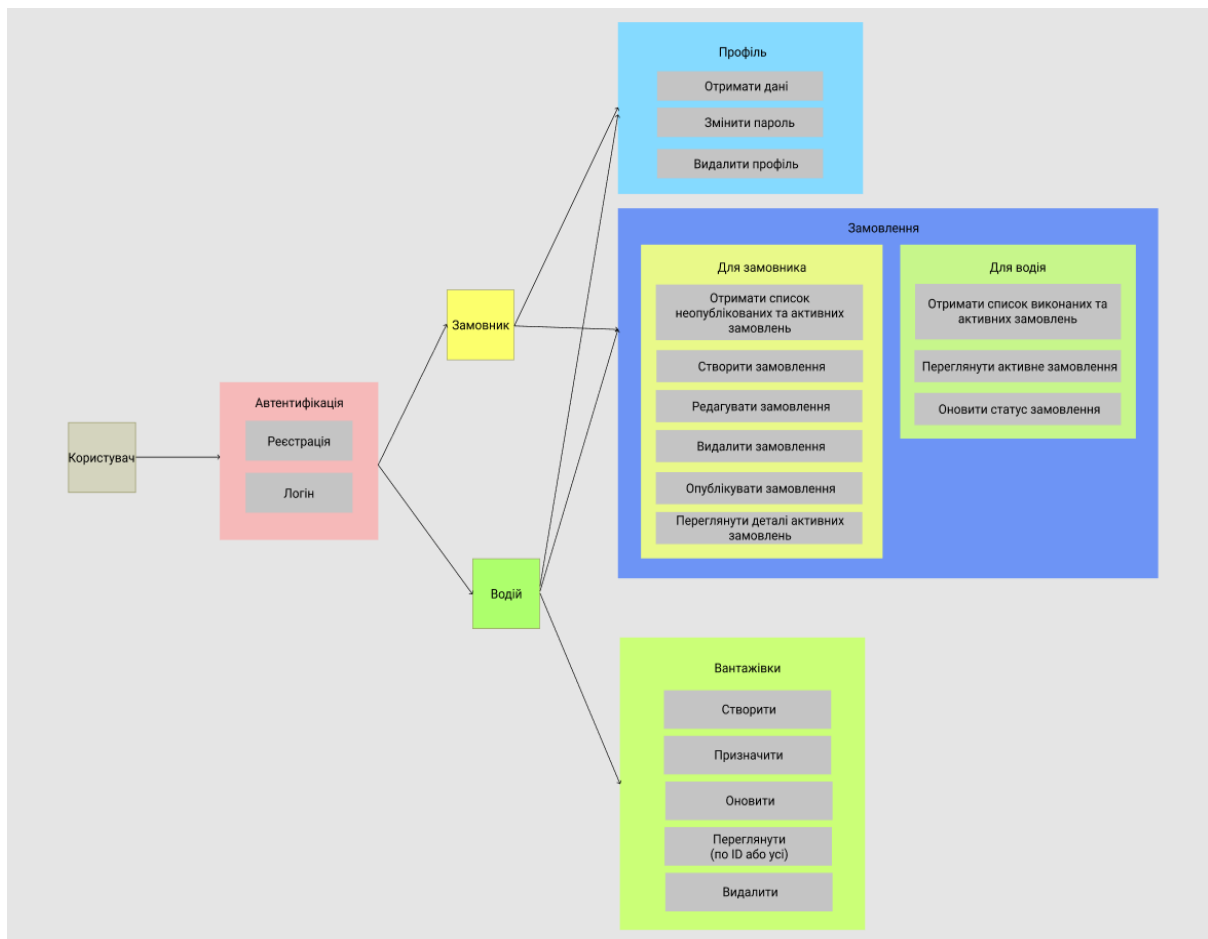 Користувач
Автентифікація
Реєстрація
Логін
Замовник
Водій
Профіль
Отримати дані
Змінити пароль
Видалити профіль
Замовлення
Для замовника
Отримати список
неопублікованих та активних
замовлень
Створити замовлення
Редагувати замовлення
Видалити замовлення
Опублікувати замовлення
Переглянути деталі активних
замовлень
Для водія
Отримати список виконаних та
активних замовлень
Переглянути активне замовлення
Оновити статус замовлення
Вантажівки
Створити
Призначити
Оновити
Переглянути
(по ID або усі)
Видалити